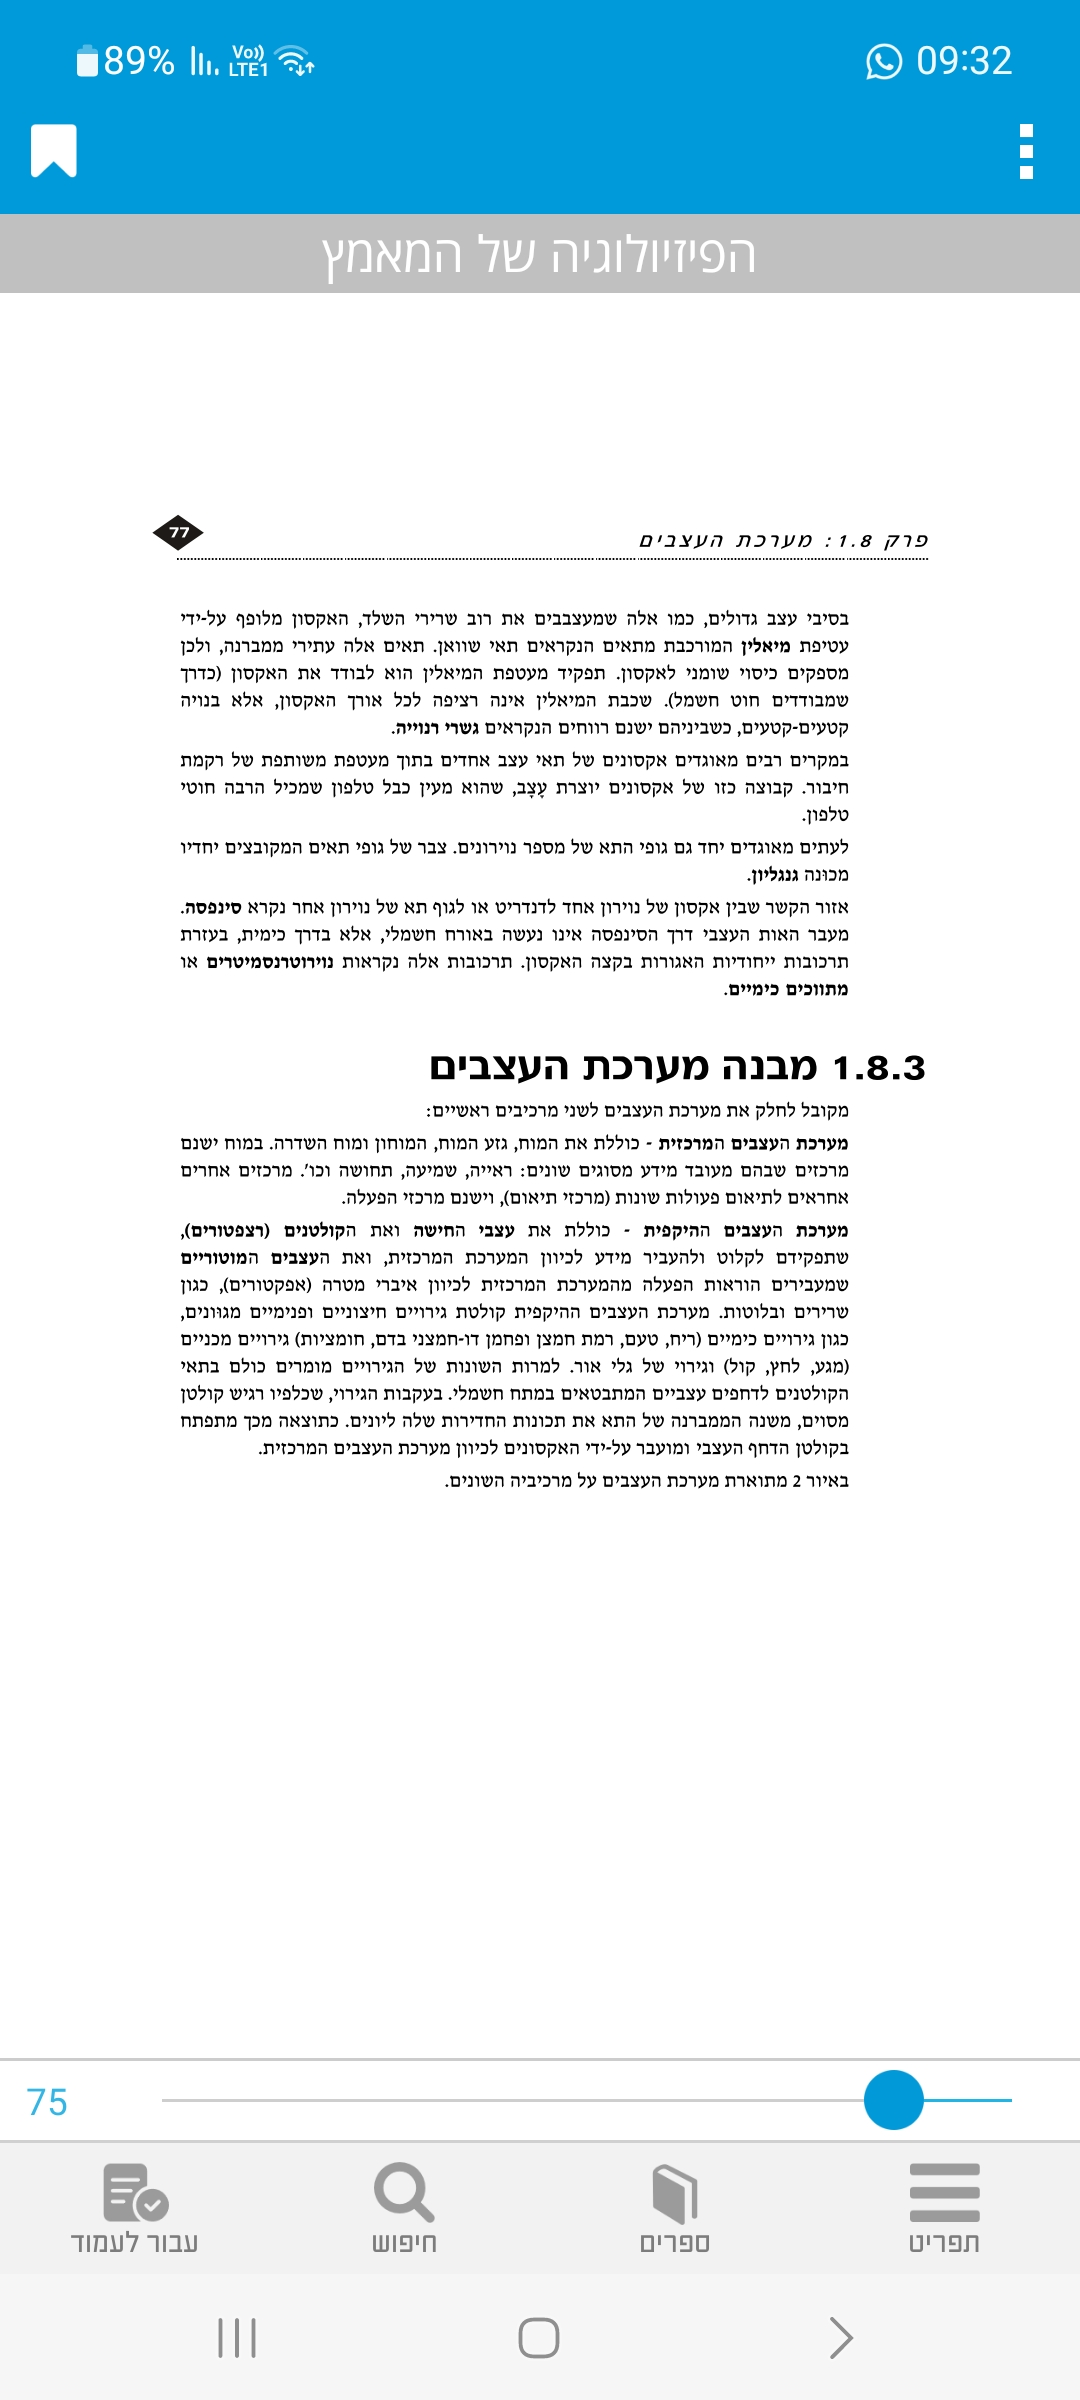 89% Vo)) LTE1 09:32
הפיזיולוגיה של המאמץ
פרק 1.8: מערכת העצבים 77
בסיבי עצב גדולים, כמו אלה שמעצבבים את רוב שרירי השלד, האקסון מלופף על-ידי
עטיפת מיאלין המורכבת מתאים הנקראים תאי שוואן. תאים אלה עתירי ממברנה, ולכן
מספקים כיסוי שומני לאקסון. תפקיד מעטפת המיאלין הוא לבודד את האקסון (כדרך
שמבודדים חוט חשמל). שכבת המיאלין אינה רציפה לכל אורך האקסון, אלא בנויה
קטעים-קטעים, כשביניהם ישנם רווחים הנקראים גשרי רנוייה.
במקרים רבים מאוגדים אקסונים של תאי עצב אחדים בתוך מעטפת משותפת של רקמת
חיבור. קבוצה כזו של אקסונים יוצרת עָצָב, שהוא מעין כבל טלפון שמכיל הרבה חוטי
טלפון.
לעתים מאוגדים יחד גם גופי התא של מספר נוירונים. צבר של גופי תאים המקובצים יחדיו
מכונה גנגליון.
אזור הקשר שבין אקסון של נוירון אחד לדנדריט או לגוף תא של נוירון אחר נקרא סינפסה.
מעבר האות העצבי דרך הסינפסה אינו נעשה באורח חשמלי, אלא בדרך כימית, בעזרת
תרכובות ייחודיות האגורות בקצה האקסון. תרכובות אלה נקראות נוירוטרנסמיטרים או
מתווכים כימיים.
1.8.3 מבנה מערכת העצבים
מקובל לחלק את מערכת העצבים לשני מרכיבים ראשיים:
מערכת העצבים המרכזית - כוללת את המוח, גזע המוח, המוחון ומוח השדרה. במוח ישנם
מרכזים שבהם מעובד מידע מסוגים שונים: ראייה, שמיעה, תחושה וכו'. מרכזים אחרים
אחראים לתיאום פעולות שונות (מרכזי תיאום), וישנם מרכזי הפעלה.
מערכת העצבים ההיקפית - כוללת את עצבי החישה ואת הקולטנים (רצפטורים),
שתפקידם לקלוט ולהעביר מידע לכיוון המערכת המרכזית, ואת העצבים המוטוריים
שמעבירים הוראות הפעלה מהמערכת המרכזית לכיוון איברי מטרה (אפקטורים), כגון
שרירים ובלוטות. מערכת העצבים ההיקפית קולטת גירויים חיצוניים ופנימיים מגוונים,
כגון גירויים כימיים (ריח, טעם, רמת חמצן ופחמן דו-חמצני בדם, חומציות) גירויים מכניים
(מגע, לחץ, קול) וגירוי של גלי אור. למרות השונות של הגירויים מומרים כולם בתאי
הקולטנים לדחפים עצביים המתבטאים במתח חשמלי. בעקבות הגירוי, שכלפיו רגיש קולטן
מסוים, משנה הממברנה של התא את תכונות החדירות שלה ליונים. כתוצאה מכך מתפתח
בקולטן הדחף העצבי ומועבר על-ידי האקסונים לכיוון מערכת העצבים המרכזית.
באיור 2 מתוארת מערכת העצבים על מרכיביה השונים.
75
תפריט ספרים חיפוש עבור לעמוד